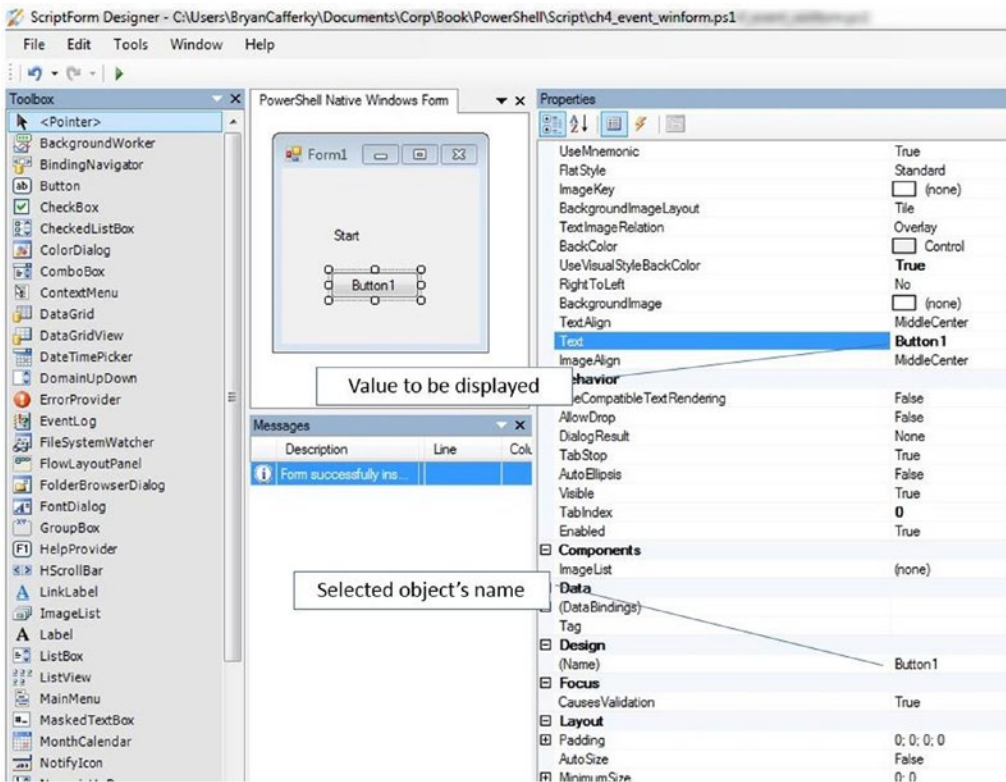 ScriptForm Designer - C:\Users\BryanCafferky\Documents\Corp\Book\PowerShell\Script\ch4_event_winform.ps1
File Edit Tools Window Help
Toolbox
<Pointer>
BackgroundWorker
BindingNavigator
Button
CheckBox
CheckedListBox
ColorDialog
ComboBox
ContextMenu
DataGrid
DataGridView
DateTimePicker
DomainUpDown
ErrorProvider
EventLog
FileSystemWatcher
FlowLayoutPanel
FolderBrowserDialog
FontDialog
GroupBox
HelpProvider
HScrollBar
LinkLabel
ImageList
Label
ListBox
ListView
MainMenu
MaskedTextBox
MonthCalendar
NotifyIcon
PowerShell Native Windows Form
Form1
Start
Button1
Value to be displayed
Messages
Description Line
Form successfully ins...
Selected object's name
Properties
UseMnemonic True
FlatStyle Standard
ImageKey (none)
BackgroundImageLayout Tile
TextImageRelation Overlay
BackColor Control
UseVisualStyleBackColor True
RightToLeft No
BackgroundImage (none)
TextAlign MiddleCenter
Text Button1
ImageAlign MiddleCenter
ehavior
eCompatibleTextRendering False
AllowDrop False
DialogResult None
TabStop True
AutoEllipsis False
Visible True
TabIndex 0
Enabled True
Components
ImageList (none)
Data
(DataBindings)
Tag
Design
(Name) Button1
Focus
CausesValidation True
Layout
Padding 0; 0; 0; 0
AutoSize False
MinimumSize 0; 0